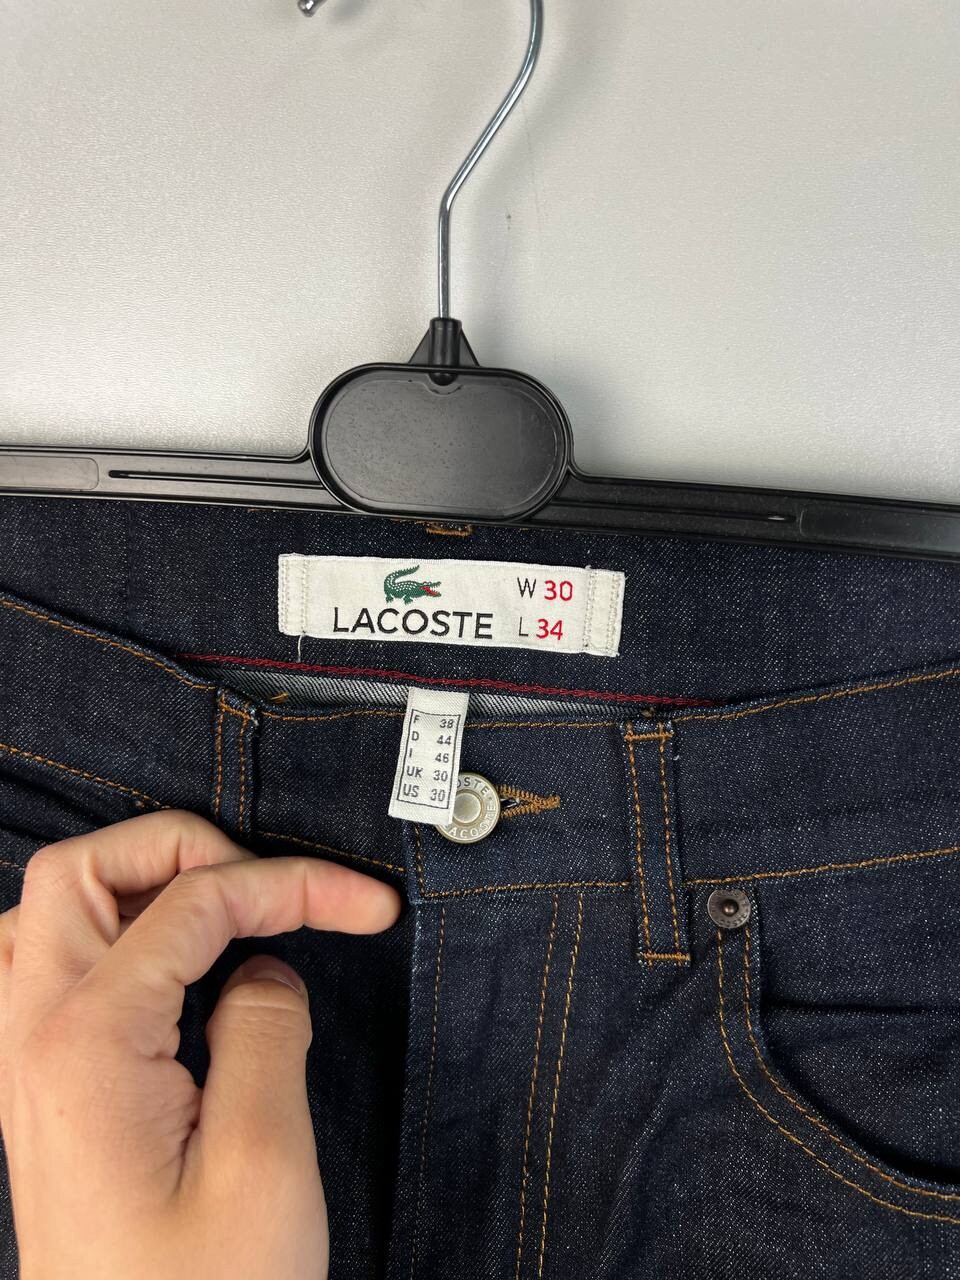 W 30
LACOSTE L 34
F 38
D 44
I 46
UK 30
US 30
LACOSTE